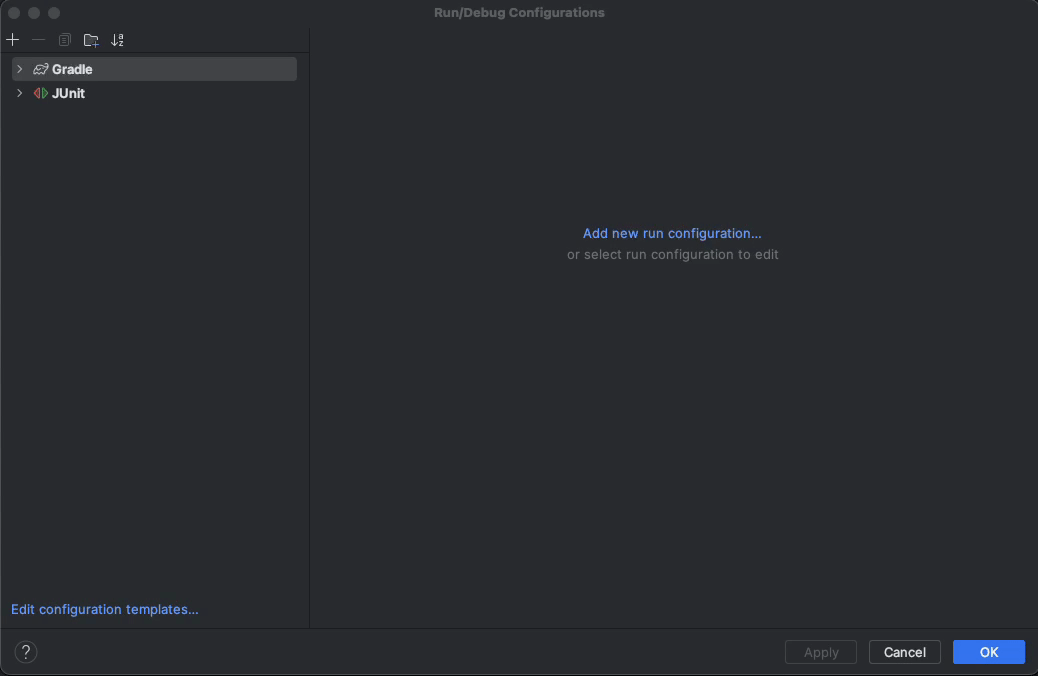 Run/Debug Configurations
Gradle
JUnit
Add new run configuration...
or select run configuration to edit
Edit configuration templates...
?
Apply
Cancel
OK